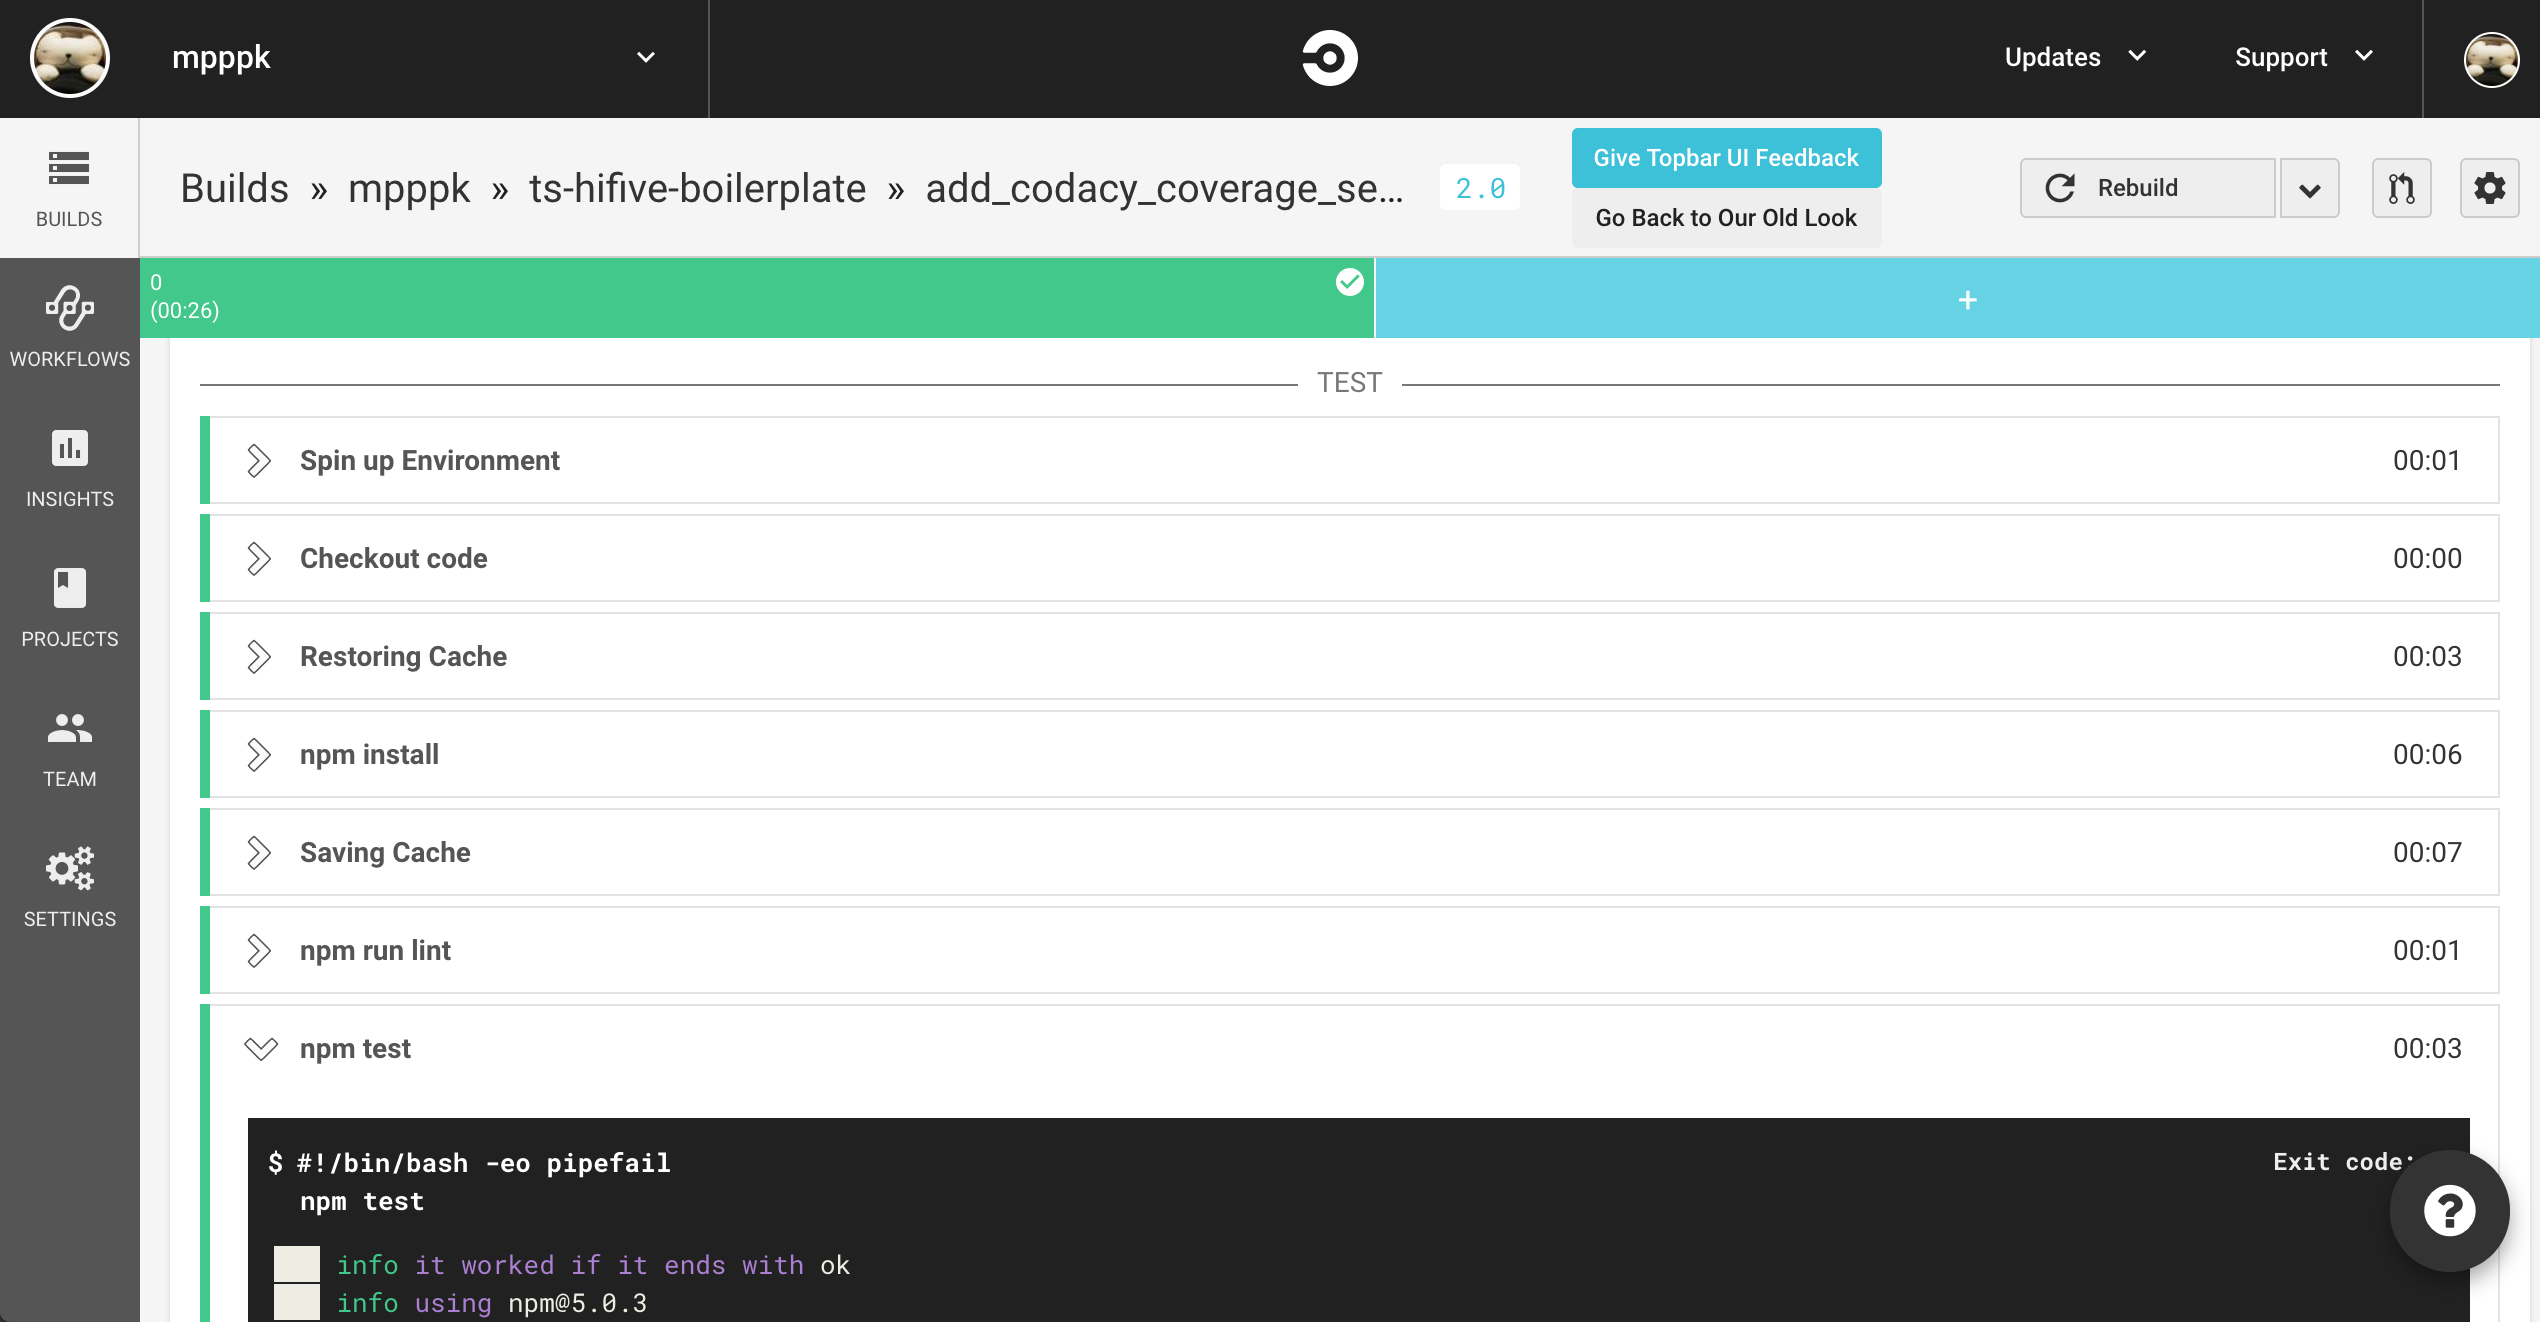 mpppk
Updates
Support
BUILDS
Builds » mpppk » ts-hifive-boilerplate » add_codacy_coverage_se...
2.0
Give Topbar UI Feedback
Go Back to Our Old Look
Rebuild
0
(00:26)
+
WORKFLOWS
INSIGHTS
PROJECTS
TEAM
SETTINGS
TEST
Spin up Environment 00:01
Checkout code 00:00
Restoring Cache 00:03
npm install 00:06
Saving Cache 00:07
npm run lint 00:01
npm test 00:03
$ #!/bin/bash -eo pipefail
npm test
Exit code:
info it worked if it ends with ok
info using npm@5.0.3
?